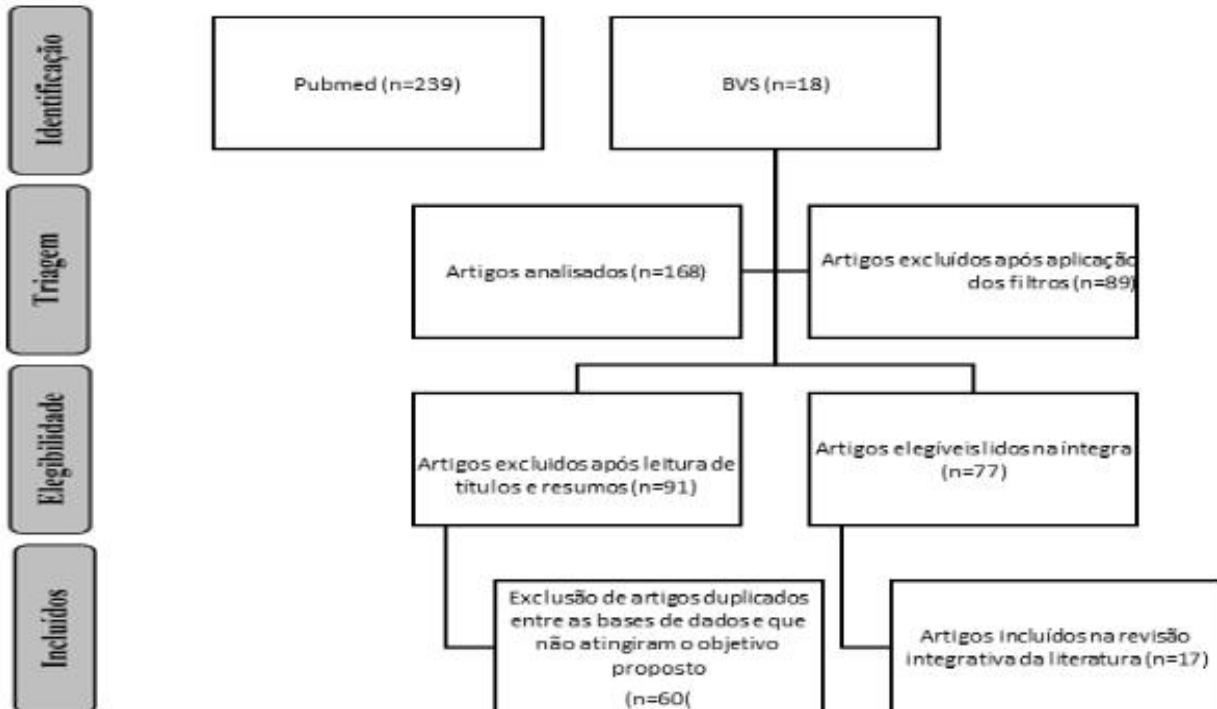 Identificação
Pubmed (n=239)
BVS (n=18)
Triagem
Artigos analisados (n=168)
Artigos excluídos após aplicação
dos filtros (n=89)
Elegibilidade
Artigos excluidos após leitura de
títulos e resumos (n=91)
Artigos elegíveis lidos na íntegra
(n=77)
Incluídos
Exclusão de artigos duplicados
entre as bases de dados e que
não atingiram o objetivo
proposto
(n=60(
Artigos incluídos na revisão
integrativa da literatura (n=17)